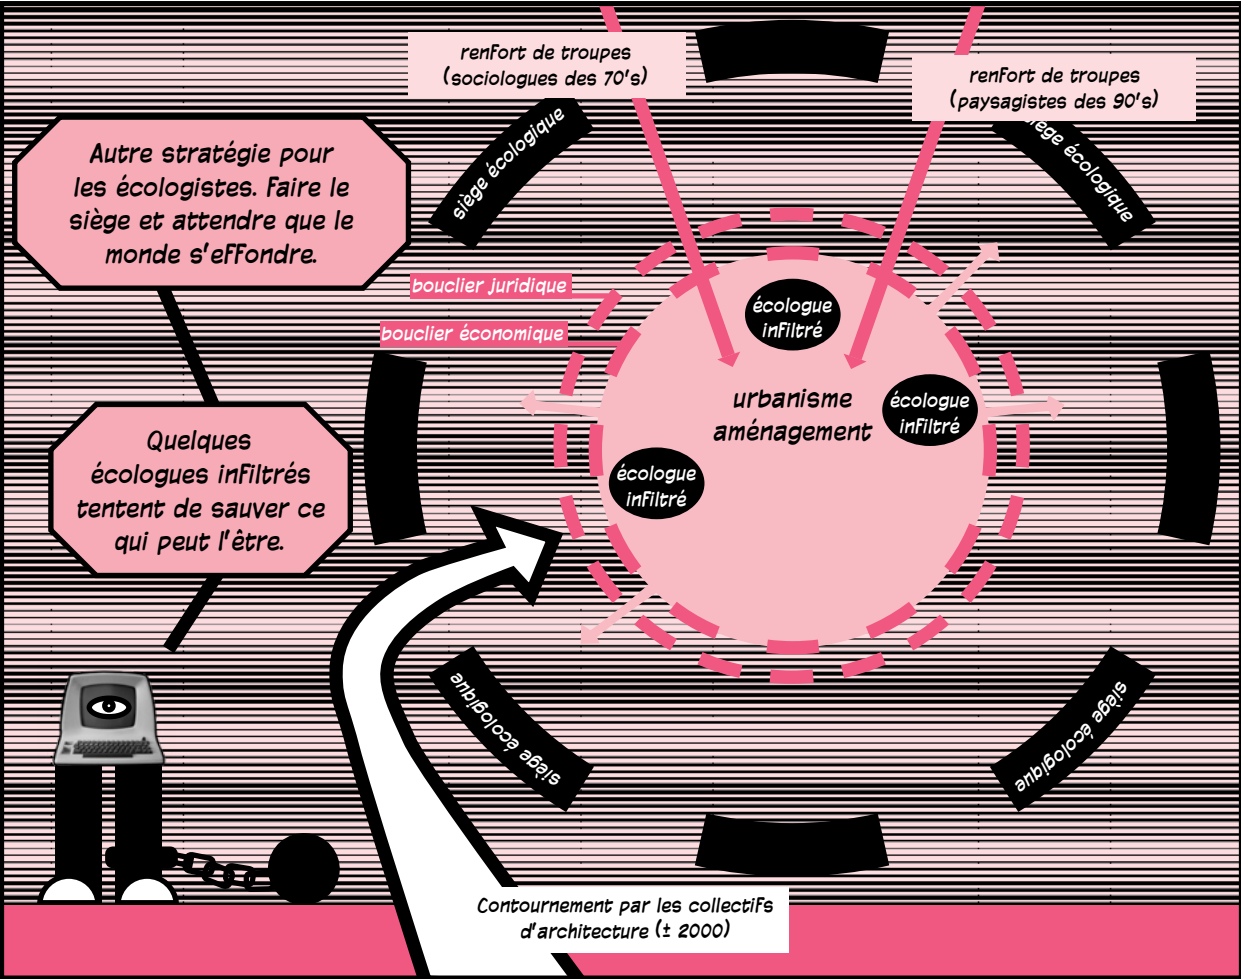 renfort de troupes
(sociologues des 70's)
renfort de troupes
(paysagistes des 90's)
siège écologique
siège écologique
Autre stratégie pour
les écologistes. Faire le
siège et attendre que le
monde s'effondre.
bouclier juridique
bouclier économique
écologue
infiltré
urbanisme
aménagement
écologue
infiltré
écologue
infiltré
Quelques
écologues infiltrés
tentent de sauver ce
qui peut l'être.
siège écologique
siège écologique
Contournement par les collectifs
d'architecture (± 2000)